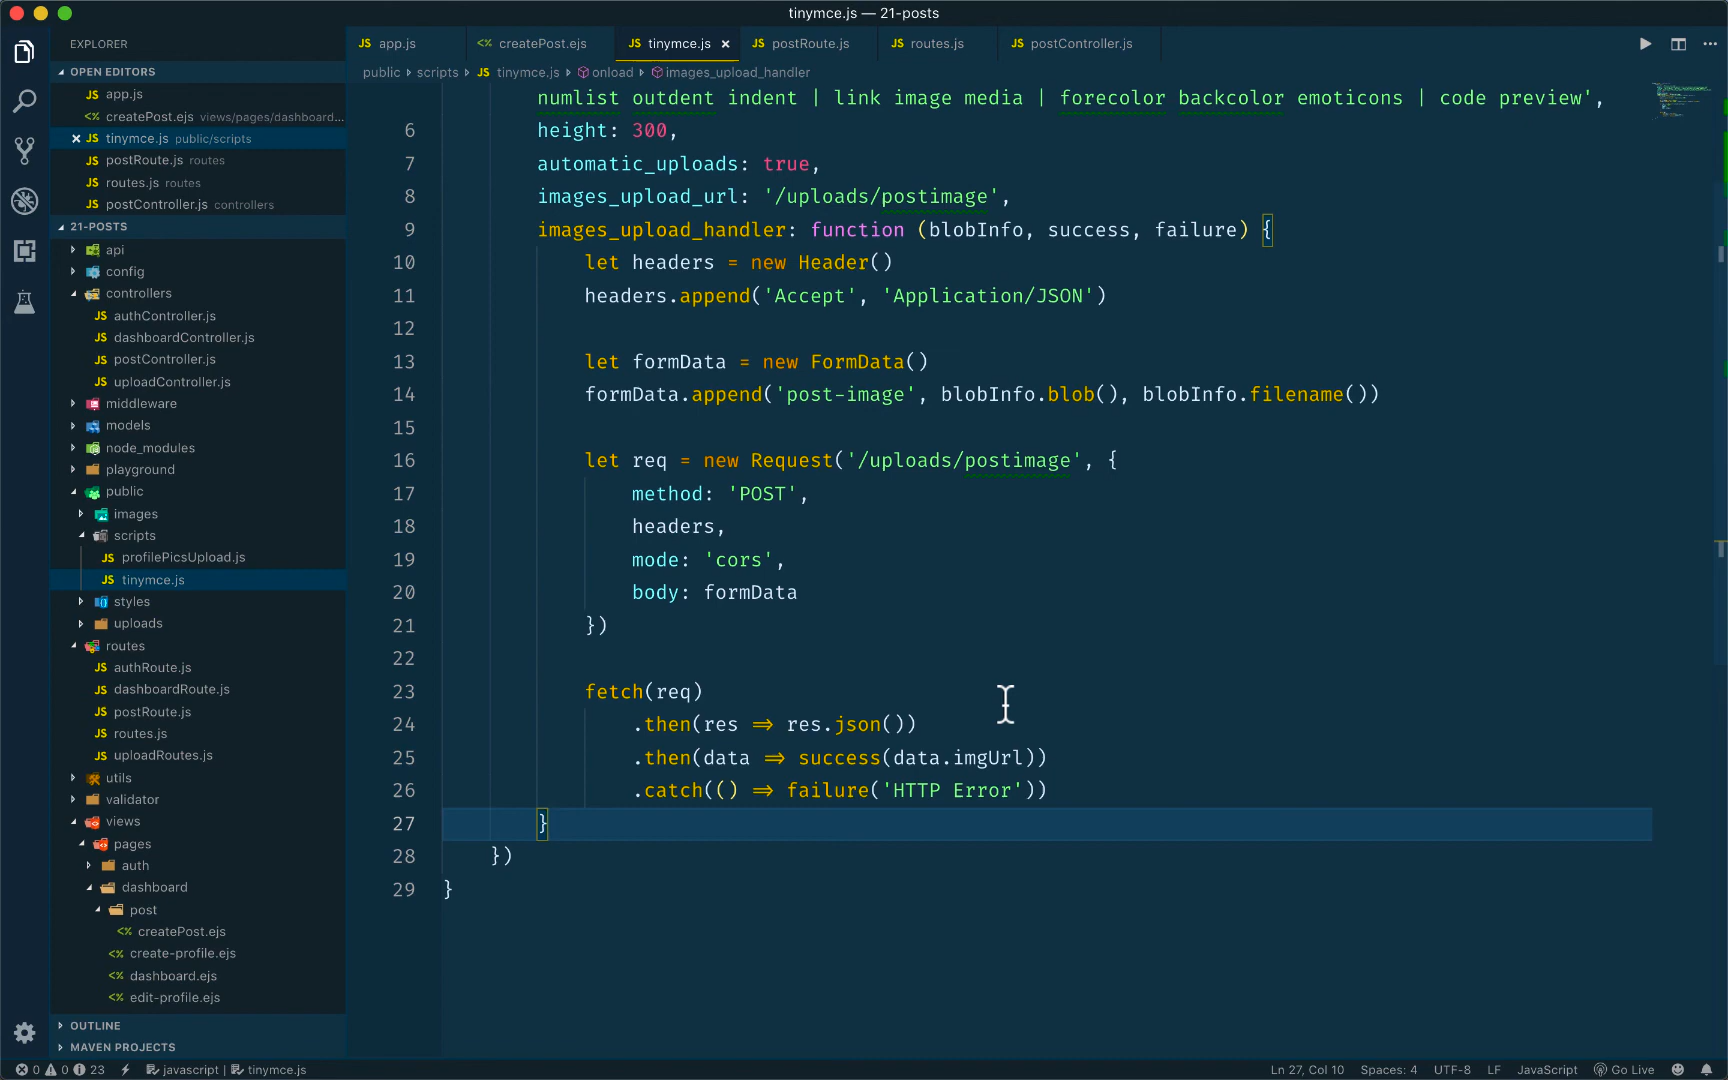 tinymce.js — 21-posts
EXPLORER
OPEN EDITORS
JS app.js
<% createPost.ejs views/pages/dashboard...
JS tinymce.js public/scripts
JS postRoute.js routes
JS routes.js routes
JS postController.js controllers
21-POSTS
api
config
controllers
JS authController.js
JS dashboardController.js
JS postController.js
JS uploadController.js
middleware
models
node_modules
playground
public
images
scripts
JS profilePicsUpload.js
JS tinymce.js
styles
uploads
routes
JS authRoute.js
JS dashboardRoute.js
JS postRoute.js
JS routes.js
JS uploadRoutes.js
utils
validator
views
pages
auth
dashboard
post
<% createPost.ejs
<% create-profile.ejs
<% dashboard.ejs
<% edit-profile.ejs
OUTLINE
MAVEN PROJECTS
JS app.js <% createPost.ejs JS tinymce.js JS postRoute.js JS routes.js JS postController.js
public > scripts > JS tinymce.js > onload > images_upload_handler
numlist outdent indent | link image media | forecolor backcolor emoticons | code preview',
6 height: 300,
7 automatic_uploads: true,
8 images_upload_url: '/uploads/postimage',
9 images_upload_handler: function (blobInfo, success, failure) {
10 let headers = new Header()
11 headers.append('Accept', 'Application/JSON')
12
13 let formData = new FormData()
14 formData.append('post-image', blobInfo.blob(), blobInfo.filename())
15
16 let req = new Request('/uploads/postimage', {
17 method: 'POST',
18 headers,
19 mode: 'cors',
20 body: formData
21 })
22
23 fetch(req)
24 .then(res => res.json())
25 .then(data => success(data.imgUrl))
26 .catch(() => failure('HTTP Error'))
27 }
28 })
29 }
0 0 23 javascript | tinymce.js Ln 27, Col 10 Spaces: 4 UTF-8 LF JavaScript Go Live